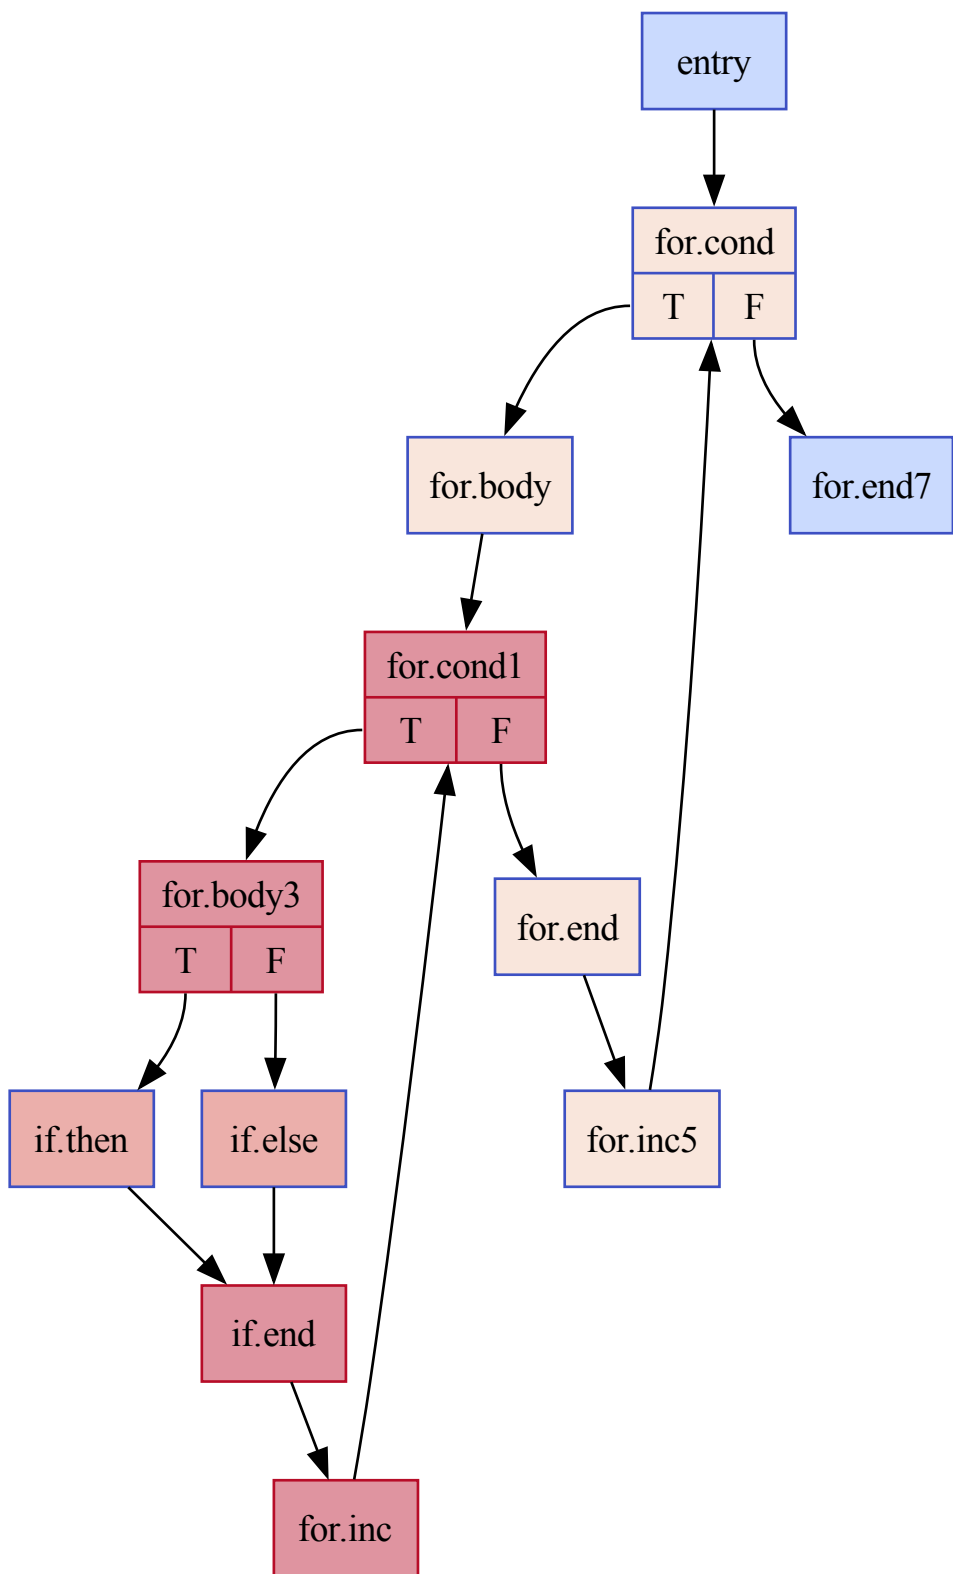 entry
for.cond
T F
for.body
for.end7
for.cond1
T F
for.body3
T F
for.end
if.then
if.else
for.inc5
if.end
for.inc